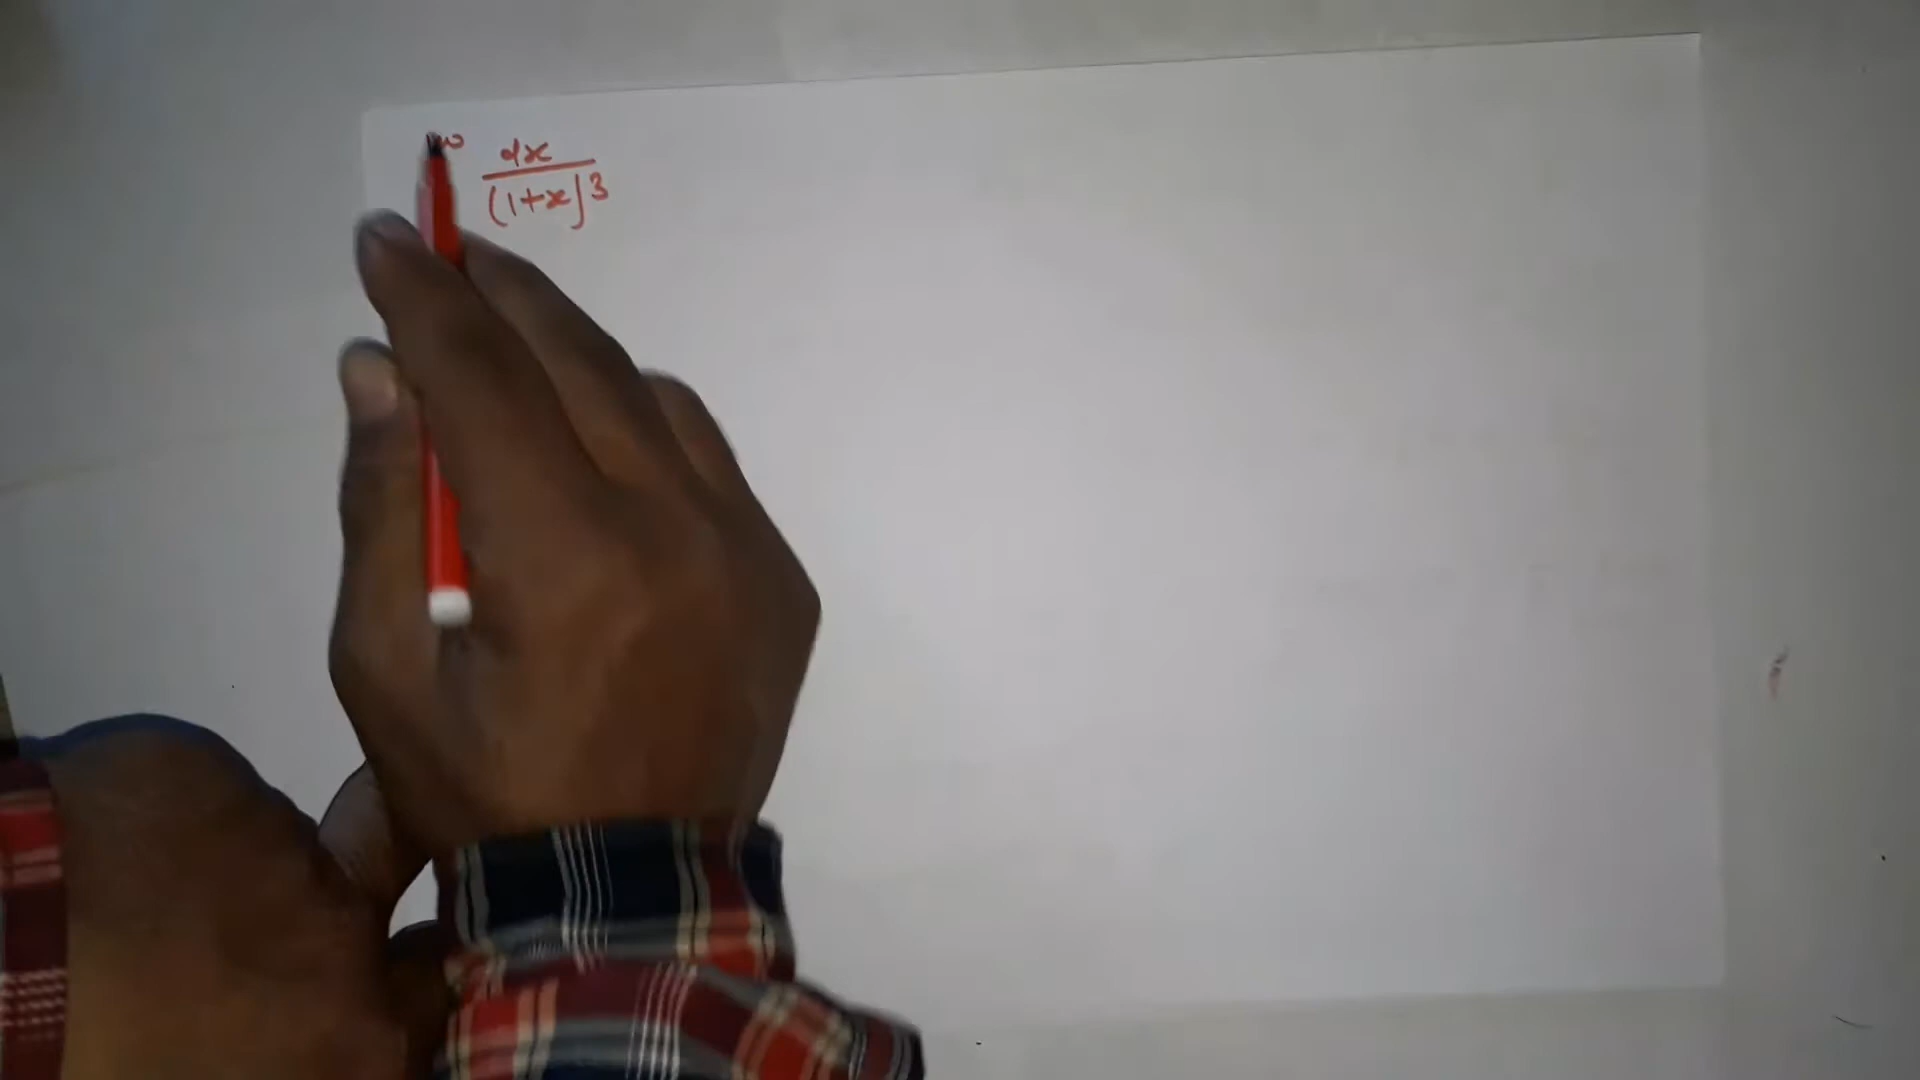 ∞ dx
(1+x)3